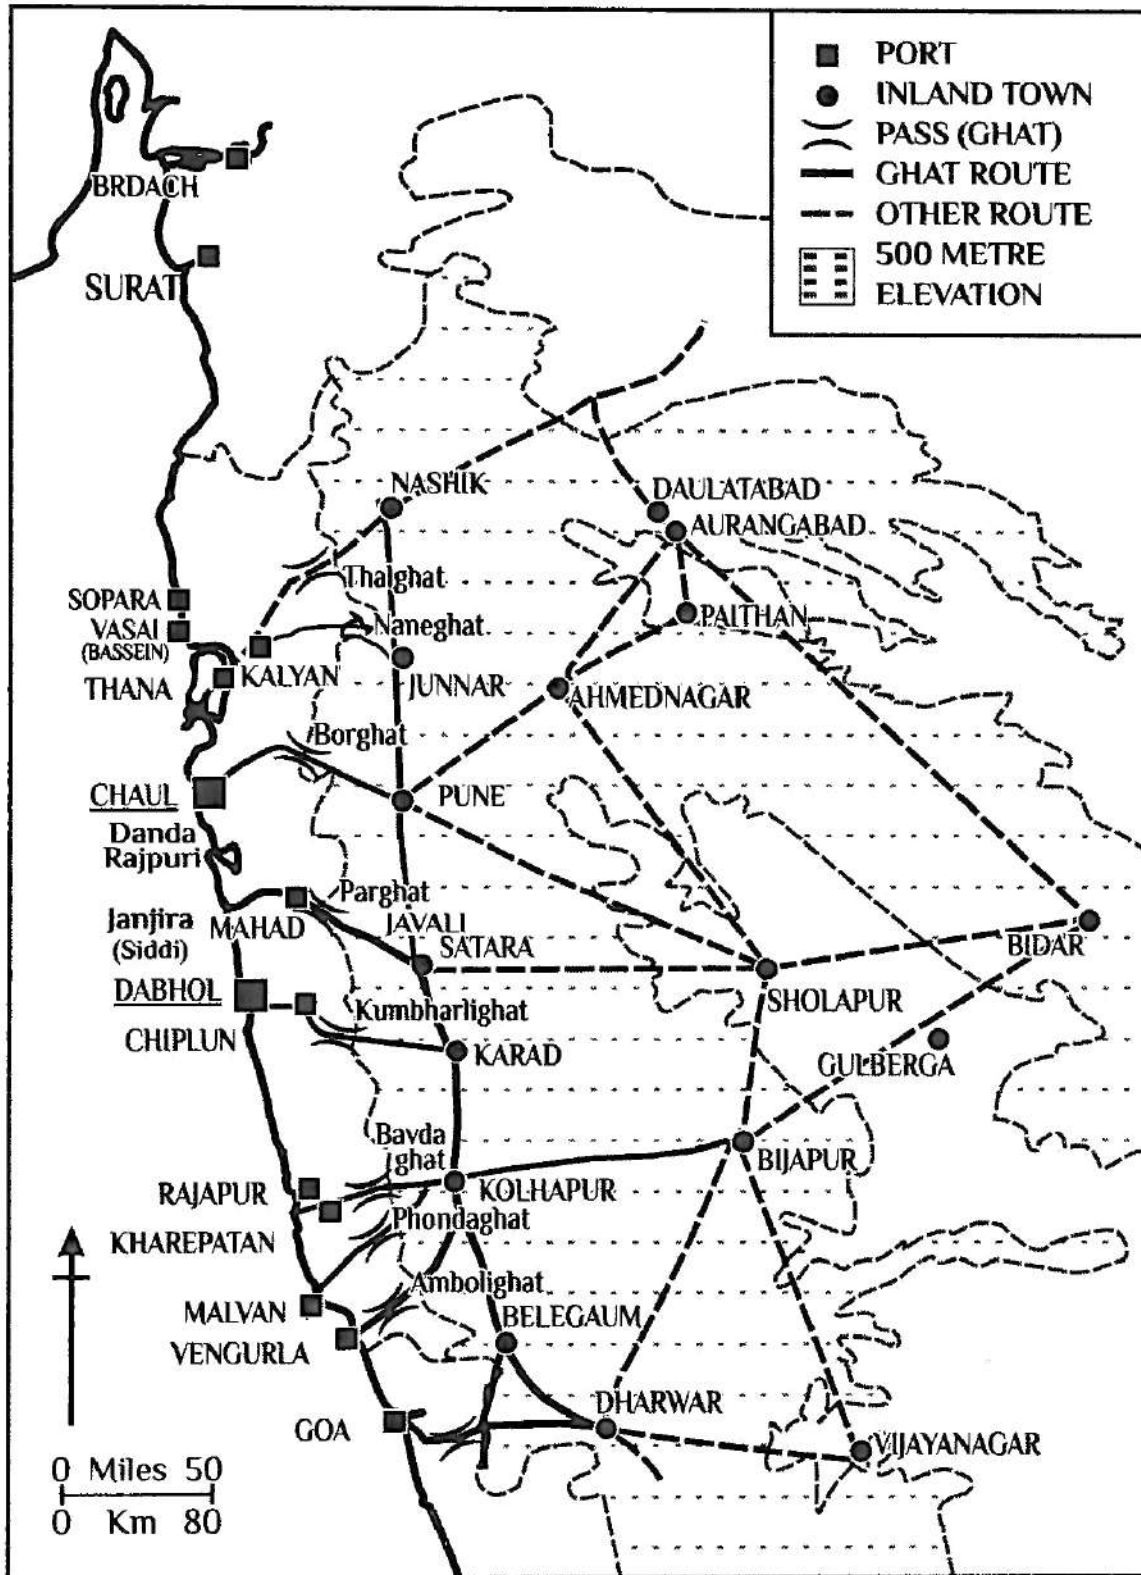 PORT
INLAND TOWN
PASS (GHAT)
GHAT ROUTE
OTHER ROUTE
500 METRE
ELEVATION
BRDACH
SURAT
NASHIK
DAULATABAD
AURANGABAD
Thalghat
SOPARA
VASAI
(BASSEIN)
Naneghat
PAITHAN
THANA
KALYAN
JUNNAR
AHMEDNAGAR
Borghat
CHAUL
PUNE
Danda
Rajpuri
Parghat
Janjira
(Siddi)
MAHAD
JAVALI
SATARA
BIDAR
DABHOL
SHOLAPUR
Kumbharlighat
CHIPLUN
KARAD
GULBERGA
Bavda
ghat
BIJAPUR
RAJAPUR
KOLHAPUR
Phondaghat
KHAREPATAN
Ambolighat
MALVAN
BELEGAUM
VENGURLA
DHARWAR
GOA
VIJAYANAGAR
0 Miles 50
0 Km 80